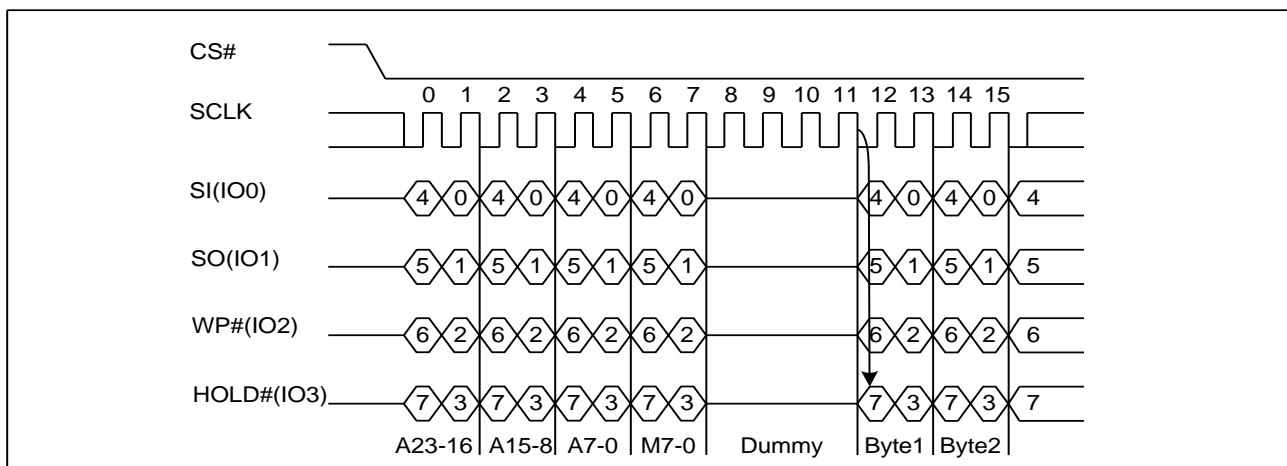 CS#
0 1 2 3 4 5 6 7 8 9 10 11 12 13 14 15
SCLK
SI(IO0) 4 0 4 0 4 0 4 0 4 0 4 0 4
SO(IO1) 5 1 5 1 5 1 5 1 5 1 5 1 5
WP#(IO2) 6 2 6 2 6 2 6 2 6 2 6 2 6
HOLD#(IO3) 7 3 7 3 7 3 7 3 7 3 7 3 7
A23-16 A15-8 A7-0 M7-0 Dummy Byte1 Byte2